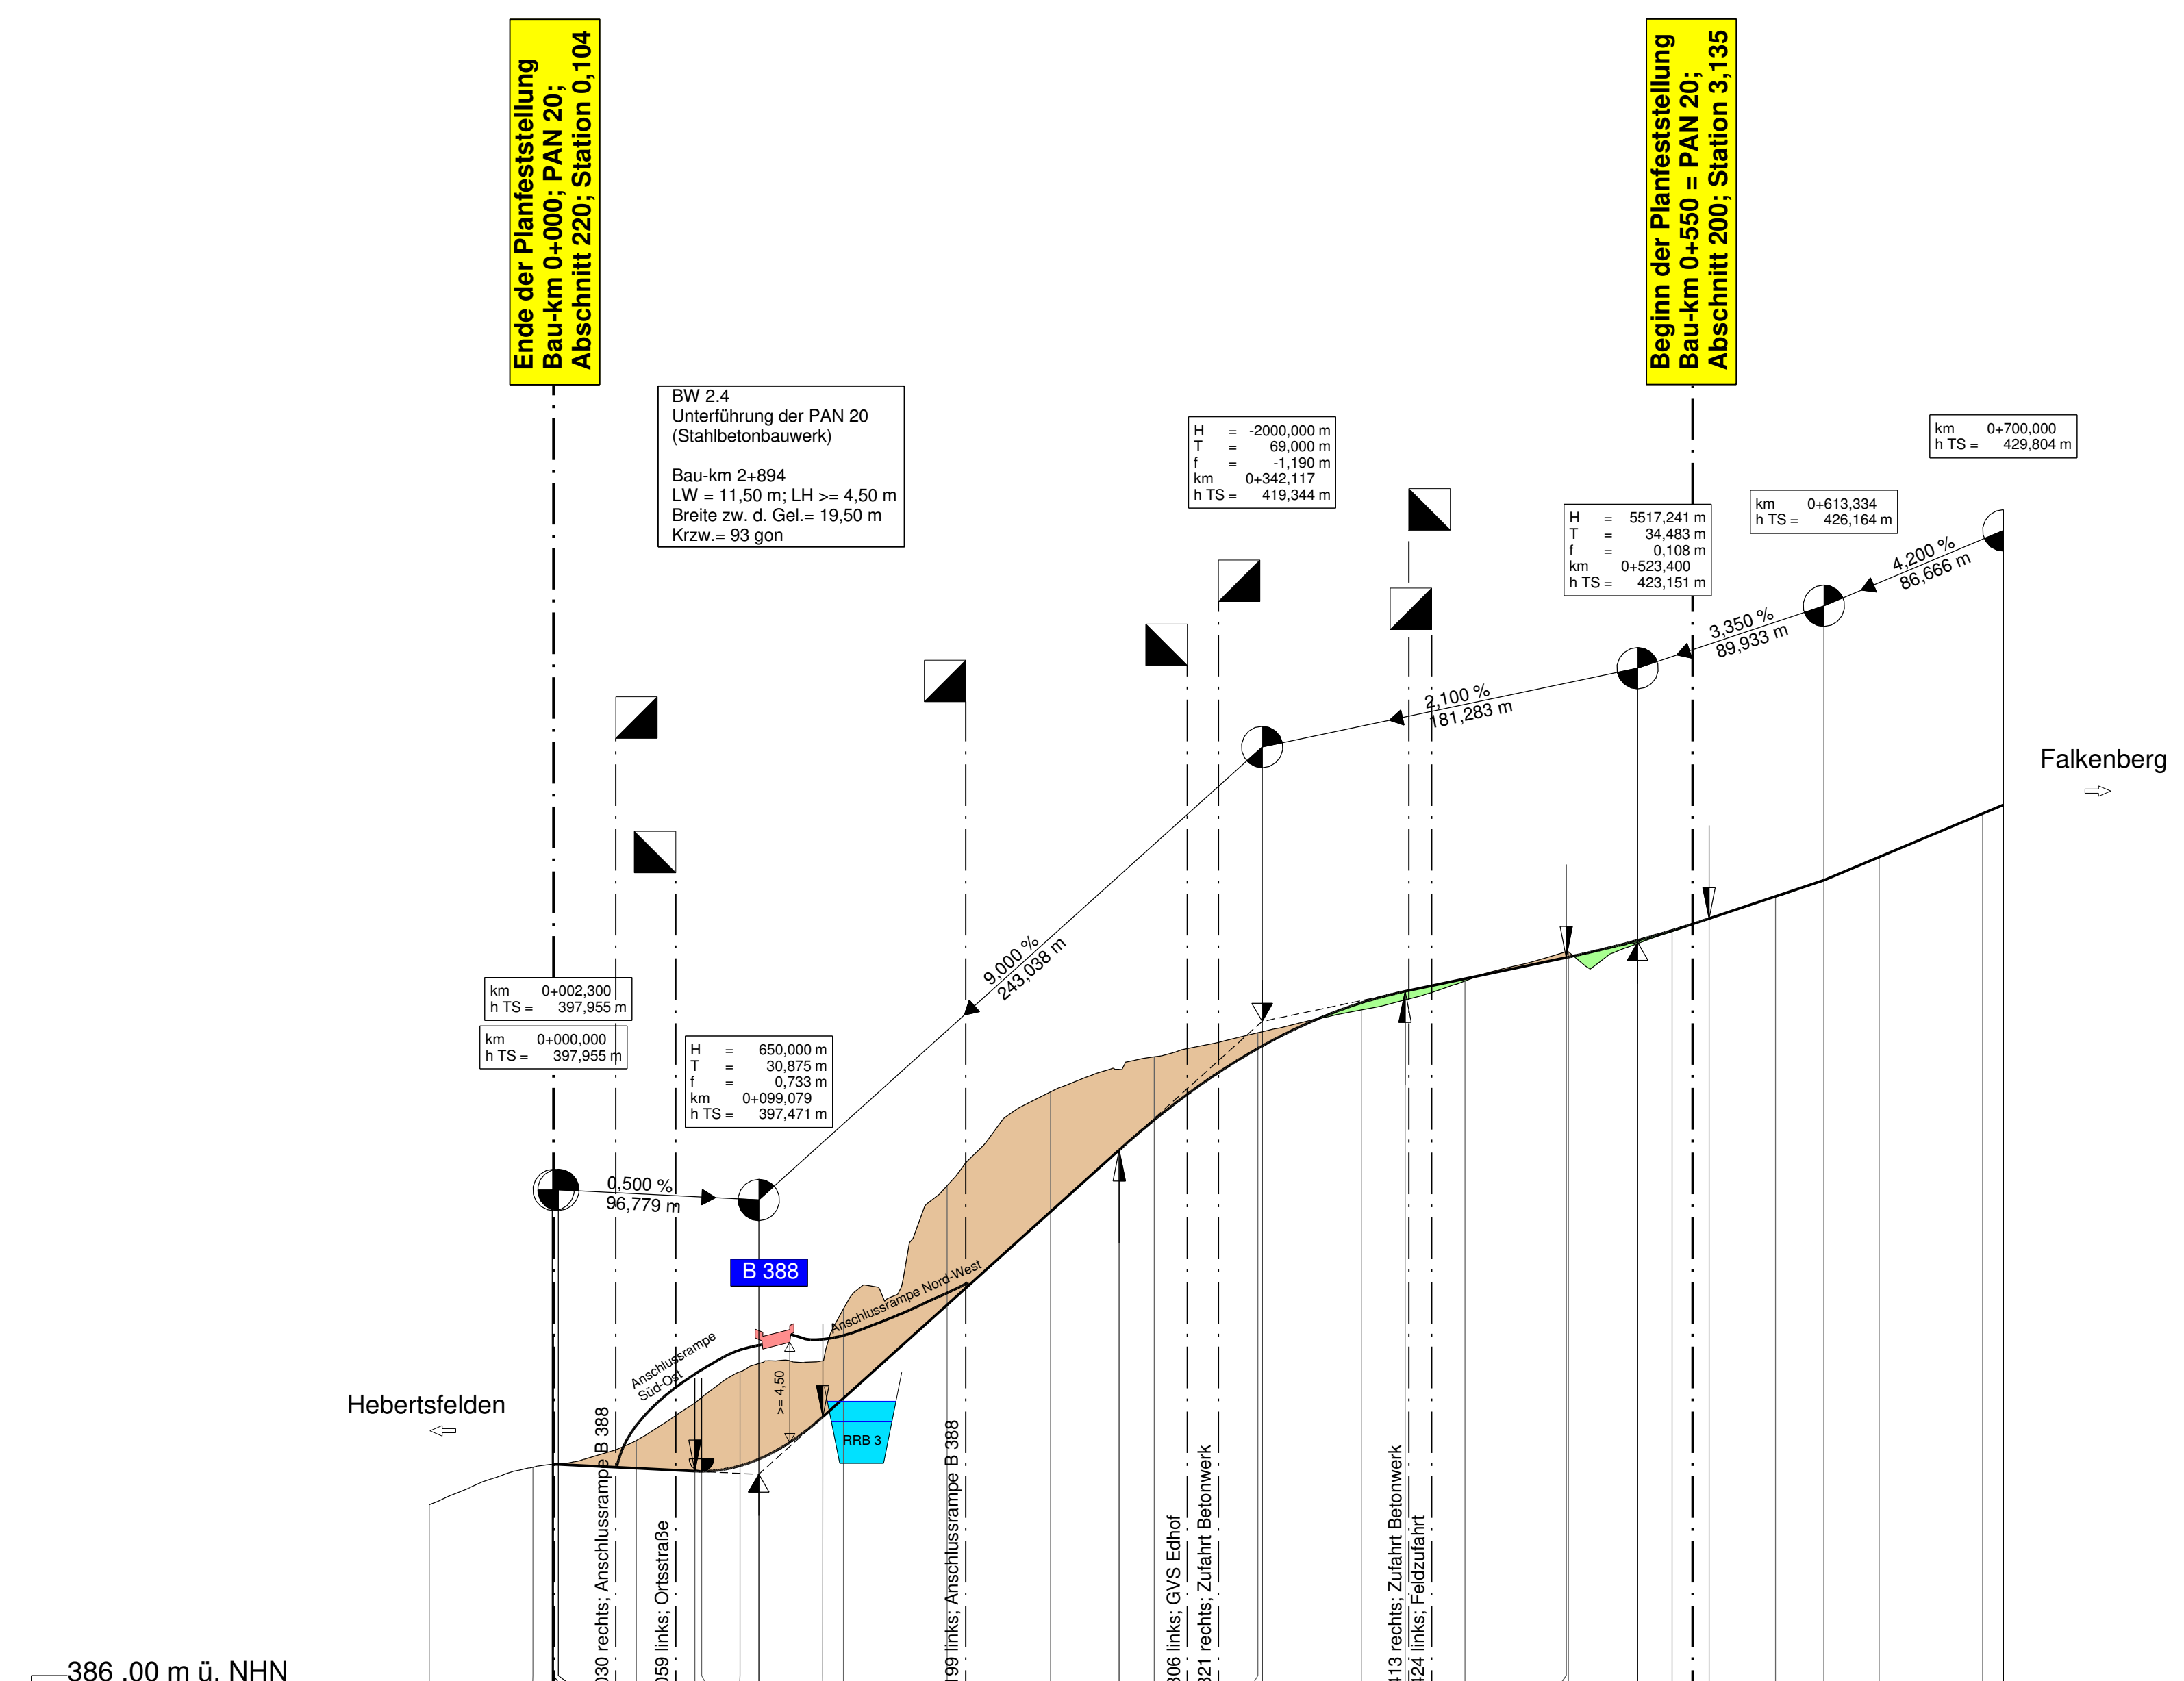 Ende der Planfeststellung
Bau-km 0+000; PAN 20;
Abschnitt 220; Station 0,104
Beginn der Planfeststellung
Bau-km 0+550 = PAN 20;
Abschnitt 200; Station 3,135
BW 2.4
Unterführung der PAN 20
(Stahlbetonbauwerk)
Bau-km 2+894
LW = 11,50 m; LH >= 4,50 m
Breite zw. d. Gel.= 19,50 m
Krzw.= 93 gon
H = -2000,000 m
T = 69,000 m
f = -1,190 m
km 0+342,117
h TS = 419,344 m
H = 5517,241 m
T = 34,483 m
f = 0,108 m
km 0+523,400
h TS = 423,151 m
km 0+613,334
h TS = 426,164 m
km 0+700,000
h TS = 429,804 m
4,200 %
86,666 m
3,350 %
89,933 m
2,100 %
181,283 m
Falkenberg
9,000 %
243,038 m
km 0+002,300
h TS = 397,955 m
km 0+000,000
h TS = 397,955 m
H = 650,000 m
T = 30,875 m
f = 0,733 m
km 0+099,079
h TS = 397,471 m
0,500 %
96,779 m
B 388
Anschlussrampe Nord-West
Anschlussrampe
Süd-Ost
>= 4,50
RRB 3
Hebertsfelden
030 rechts; Anschlussrampe B 388
059 links; Ortsstraße
199 links; Anschlussrampe B 388
306 links; GVS Edhof
321 rechts; Zufahrt Betonwerk
413 rechts; Zufahrt Betonwerk
424 links; Feldzufahrt
386 .00 m ü. NHN